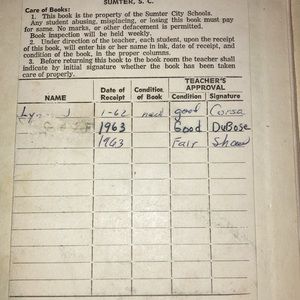 SUMTER, S. C.
Care of Books:
1. This book is the property of the Sumter City Schools.
Any student abusing, misplacing, or losing this book must pay
for same. No marks, or other defacement is permitted.
Book inspection will be held weekly.
2. Under direction of the teacher, each student, upon the receipt
of this book, will enter his or her name in ink, date of receipt, and
condition of the book, in the proper columns.
3. Before returning this book to the book room the teacher shall
indicate by initial signature whether the book has been taken
care of properly.
NAME Date of Receipt Condition of Book TEACHER'S APPROVAL Condition Signature
1-62 good
1963 Good DuBose
1963 Fair Shaw